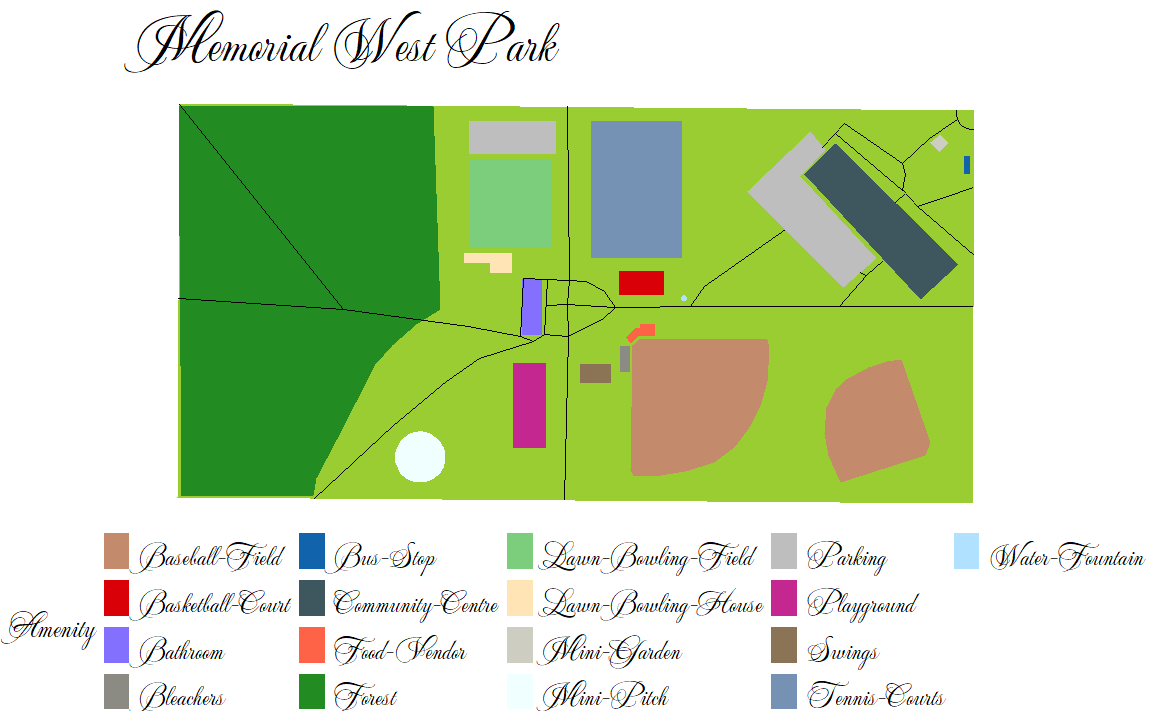 Memorial West Park
Baseball-Field Bus-Stop Lawn-Bowling-Field Parking Water-Fountain
Basketball-Court Community-Centre Lawn-Bowling-House Playground
Amenity
Bathroom Food-Vendor Mini-Garden Swings
Bleachers Forest Mini-Pitch Tennis-Courts